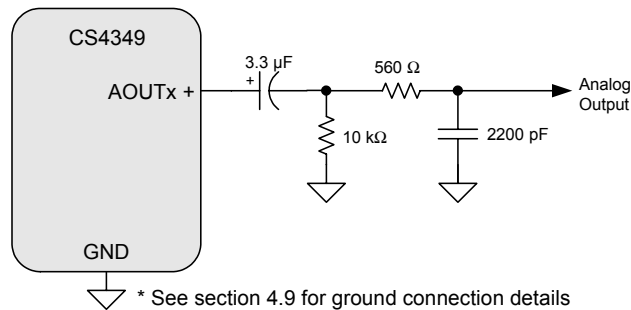 CS4349
3.3 µF
+
560 Ω
AOUTx +
Analog
Output
10 kΩ
2200 pF
GND
* See section 4.9 for ground connection details